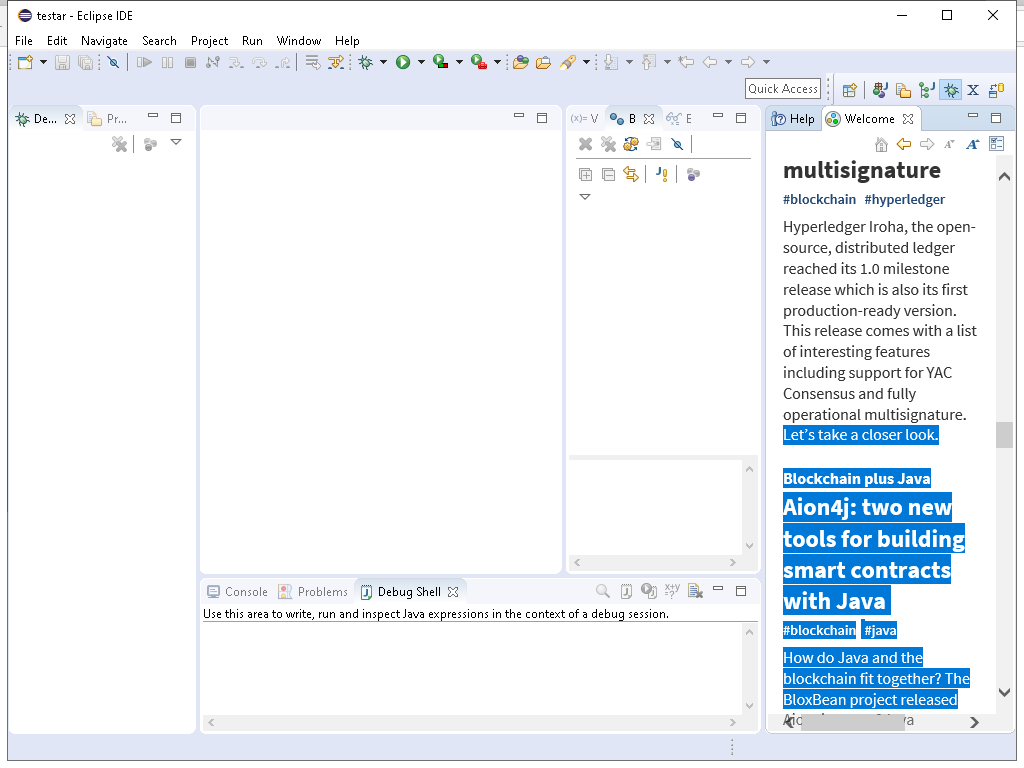 testar - Eclipse IDE
File Edit Navigate Search Project Run Window Help
Quick Access
De... Pr...
(x)= V B E
Help Welcome
multisignature
#blockchain #hyperledger
Hyperledger Iroha, the open-
source, distributed ledger
reached its 1.0 milestone
release which is also its first
production-ready version.
This release comes with a list
of interesting features
including support for YAC
Consensus and fully
operational multisignature.
Let's take a closer look.
Blockchain plus Java
Aion4j: two new
tools for building
smart contracts
with Java
#blockchain #java
How do Java and the
blockchain fit together? The
BloxBean project released
Console Problems Debug Shell
Use this area to write, run and inspect Java expressions in the context of a debug session.